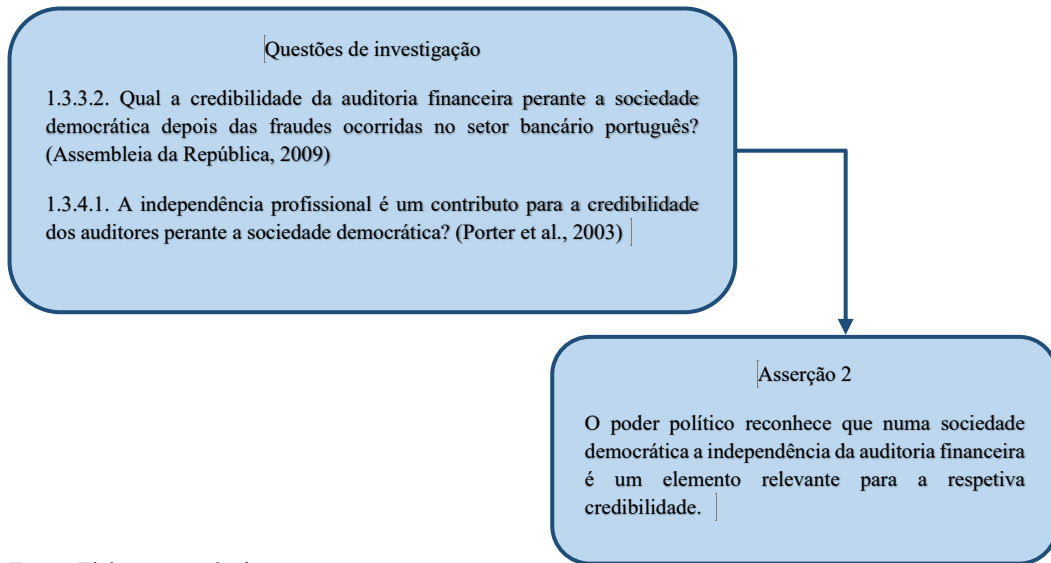 Questões de investigação
1.3.3.2. Qual a credibilidade da auditoria financeira perante a sociedade
democrática depois das fraudes ocorridas no setor bancário português?
(Assembleia da República, 2009)
1.3.4.1. A independência profissional é um contributo para a credibilidade
dos auditores perante a sociedade democrática? (Porter et al., 2003)
Asserção 2
O poder político reconhece que numa sociedade
democrática a independência da auditoria financeira
é um elemento relevante para a respetiva
credibilidade.